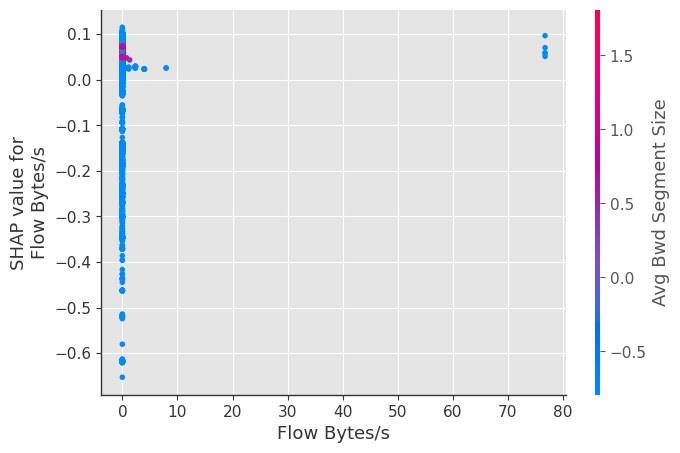 SHAP value for
Flow Bytes/s
0.1
0.0
−0.1
−0.2
−0.3
−0.4
−0.5
−0.6
0 10 20 30 40 50 60 70 80
Flow Bytes/s
1.5
1.0
0.5
0.0
−0.5
Avg Bwd Segment Size